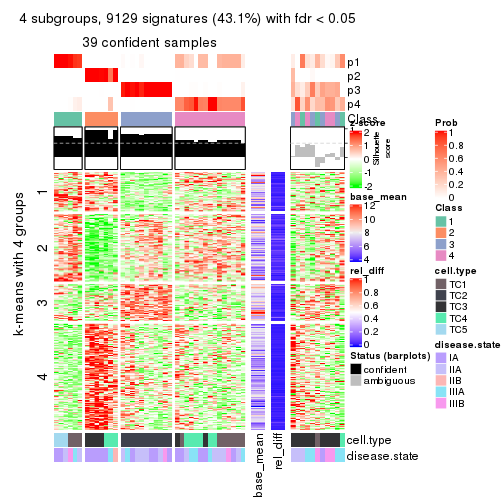 4 subgroups, 9129 signatures (43.1%) with fdr < 0.05
39 confident samples
p1
p2
p3
p4
Class
Silhouette
score
k-means with 4 groups
1
2
3
4
cell.type
disease.state
base_mean
rel_diff
z-score
2
1
0
-1
-2
base_mean
12
10
8
6
4
rel_diff
1
0.8
0.6
0.4
0.2
0
Status (barplots)
confident
ambiguous
Prob
1
0.8
0.6
0.4
0.2
0
Class
1
2
3
4
cell.type
TC1
TC2
TC3
TC4
TC5
disease.state
IA
IIA
IIB
IIIA
IIIB